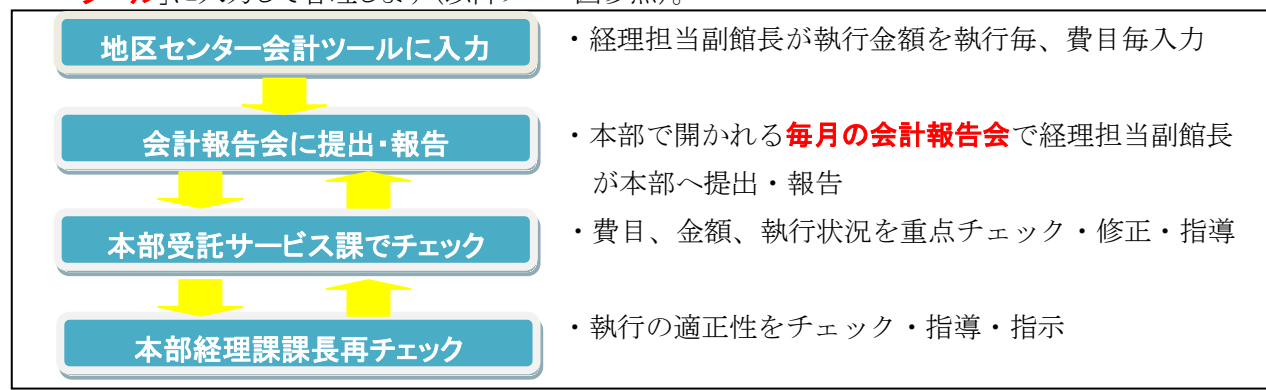 地区センター会計ツールに入力
・経理担当副館長が執行金額を執行毎、費目毎入力
会計報告会に提出・報告
・本部で開かれる毎月の会計報告会で経理担当副館長
が本部へ提出・報告
本部受託サービス課でチェック
・費目、金額、執行状況を重点チェック・修正・指導
本部経理課課長再チェック
・執行の適正性をチェック・指導・指示